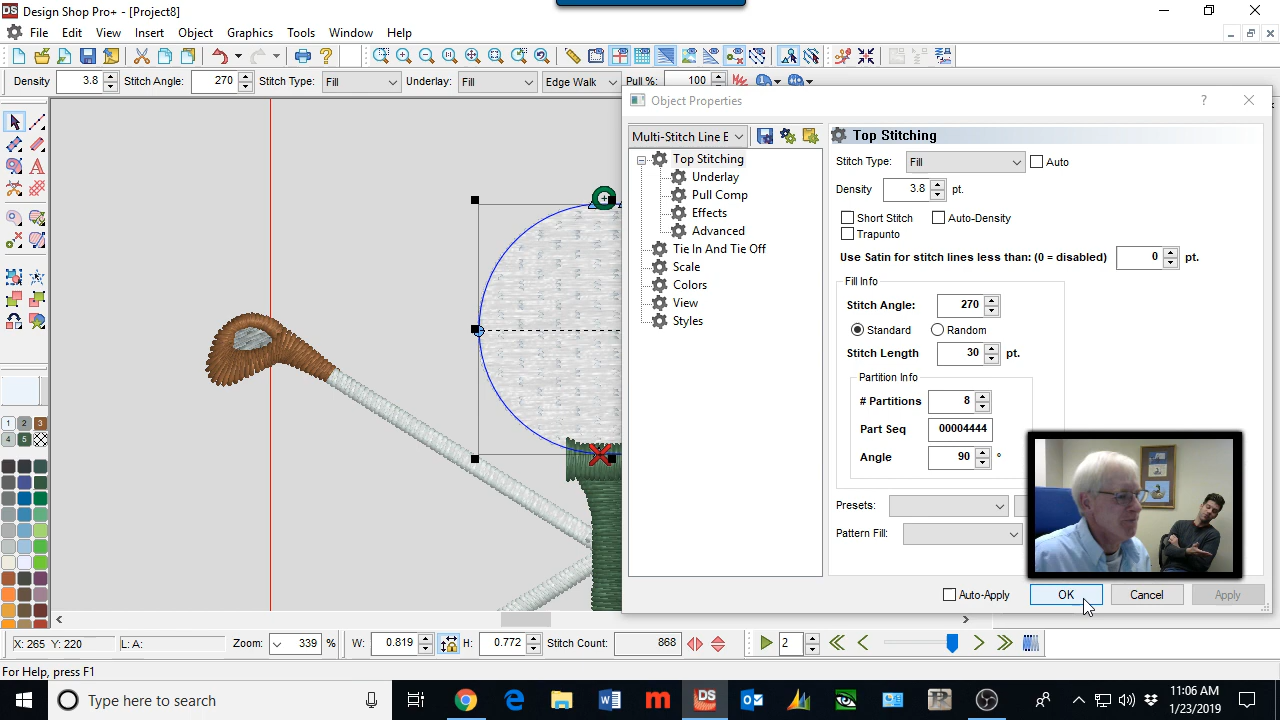 Design Shop Pro+ - [Project8]
File Edit View Insert Object Graphics Tools Window Help
Density 3.8 Stitch Angle: 270 Stitch Type: Fill Underlay: Fill Edge Walk Pull %: 100
Object Properties
Multi-Stitch Line E
Top Stitching
Underlay
Pull Comp
Effects
Advanced
Tie In And Tie Off
Scale
Colors
View
Styles
Top Stitching
Stitch Type: Fill Auto
Density 3.8 pt.
Short Stitch Auto-Density
Trapunto
Use Satin for stitch lines less than: (0 = disabled) 0 pt.
Fill Info
Stitch Angle: 270
Standard Random
Stitch Length 30 pt.
Partition Info
# Partitions 8
Part Seq 00004444
Angle 90 °
Auto-Apply OK Cancel Apply
1 2 3
4 5
X: 265 Y: 220 L: A: Zoom: 339 % W: 0.819 H: 0.772 Stitch Count: 868 2
For Help, press F1
Type here to search
11:06 AM
1/23/2019